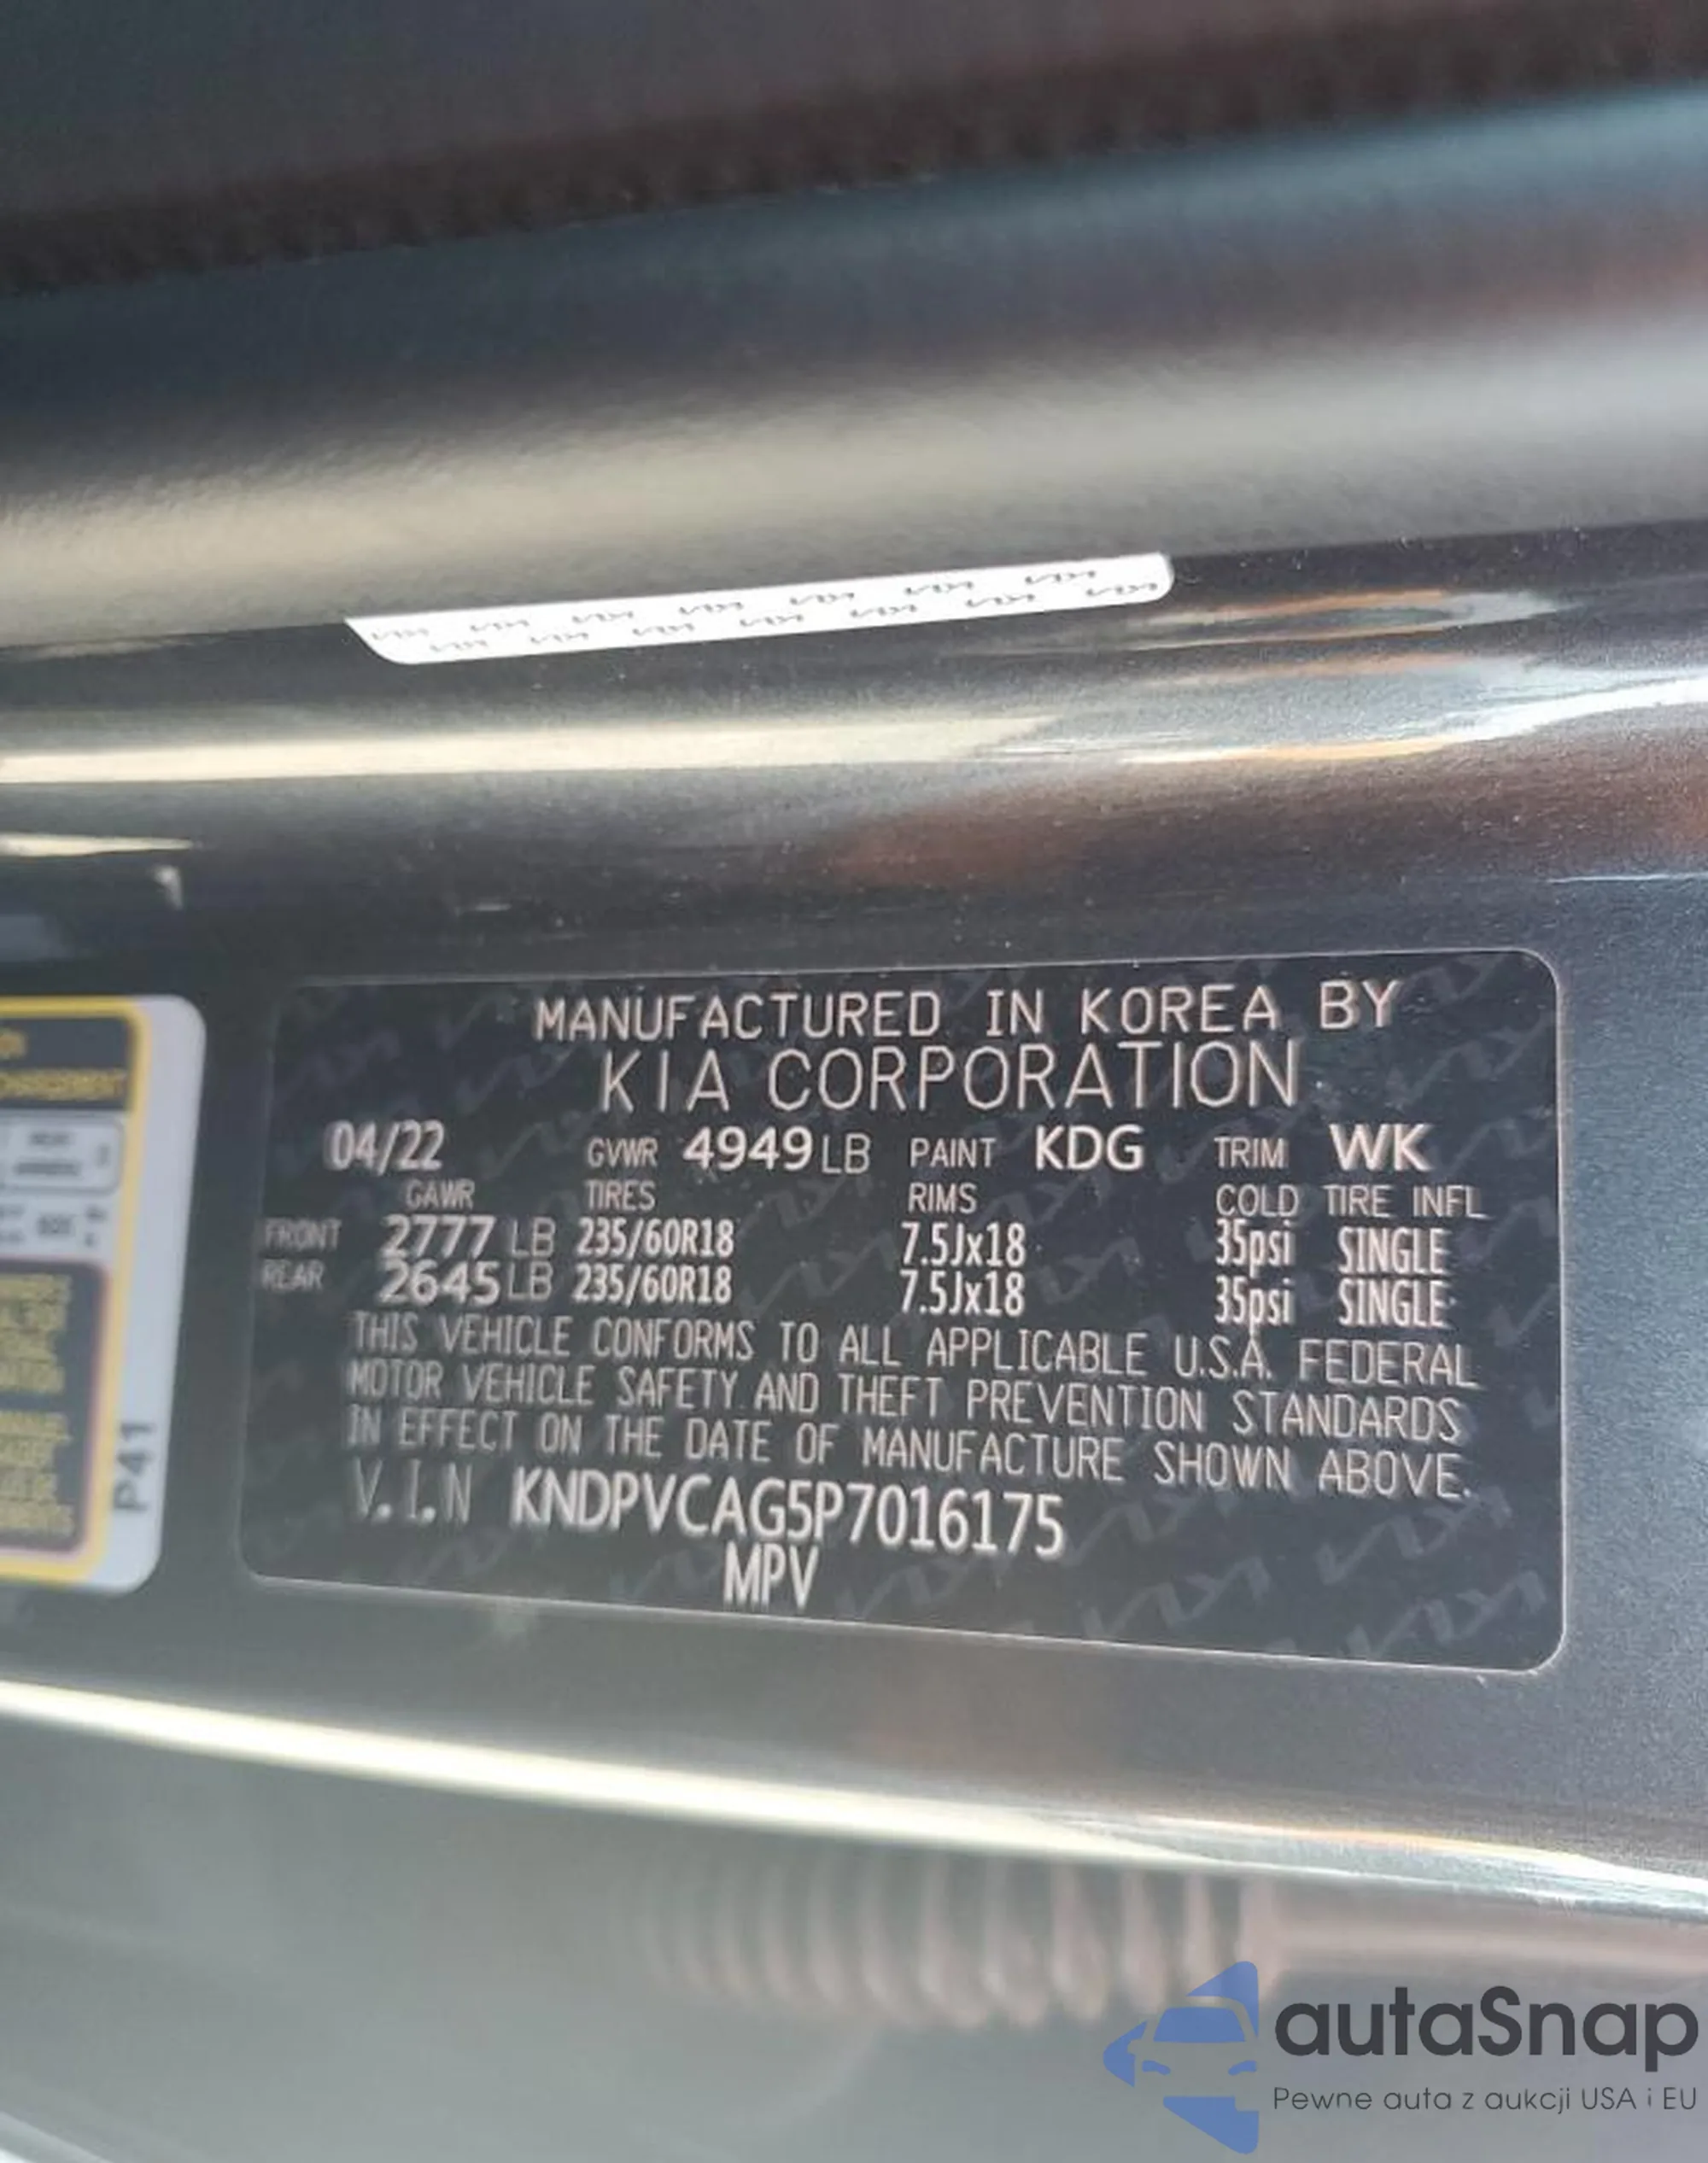 MANUFACTURED IN KOREA BY
KIA CORPORATION
04/22 GVWR 4949 LB PAINT KDG TRIM WK
GAWR TIRES RIMS COLD TIRE INFL
FRONT 2777 LB 235/60R18 7.5Jx18 35psi SINGLE
REAR 2645 LB 235/60R18 7.5Jx18 35psi SINGLE
THIS VEHICLE CONFORMS TO ALL APPLICABLE U.S.A. FEDERAL
MOTOR VEHICLE SAFETY AND THEFT PREVENTION STANDARDS
IN EFFECT ON THE DATE OF MANUFACTURE SHOWN ABOVE.
V.I.N KNDPVCAG5P7016175
MPV
P41
autaSnap
Pewne auta z aukcji USA i EU